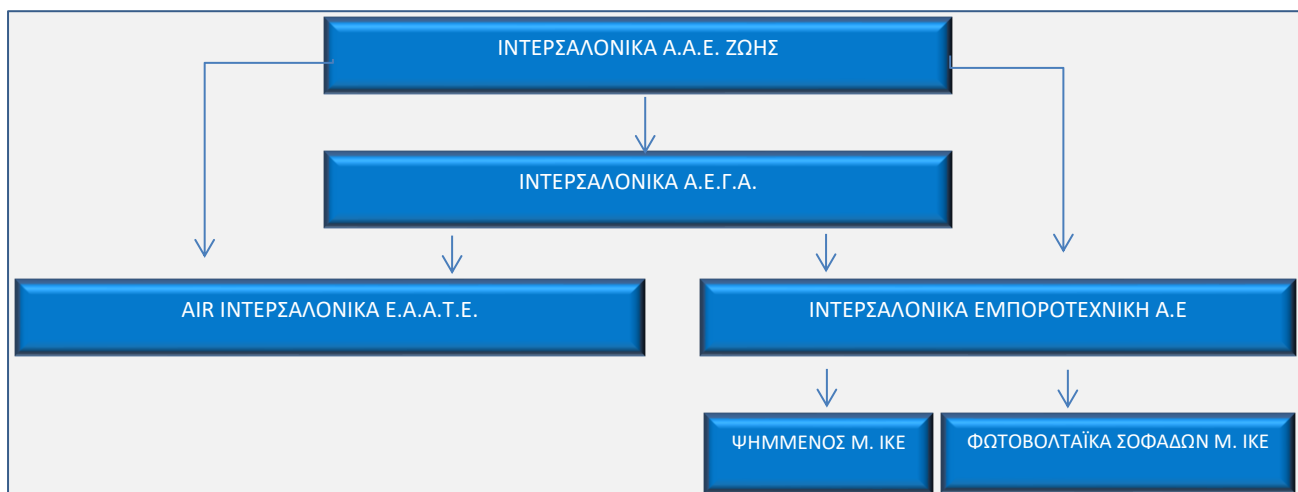 ΙΝΤΕΡΣΑΛΟΝΙΚΑ Α.Α.Ε. ΖΩΗΣ
ΙΝΤΕΡΣΑΛΟΝΙΚΑ Α.Ε.Γ.Α.
AIR ΙΝΤΕΡΣΑΛΟΝΙΚΑ Ε.Α.Α.Τ.Ε.
ΙΝΤΕΡΣΑΛΟΝΙΚΑ ΕΜΠΟΡΟΤΕΧΝΙΚΗ Α.Ε
ΨΗΜΜΕΝΟΣ Μ. ΙΚΕ
ΦΩΤΟΒΟΛΤΑΪΚΑ ΣΟΦΑΔΩΝ Μ. ΙΚΕ